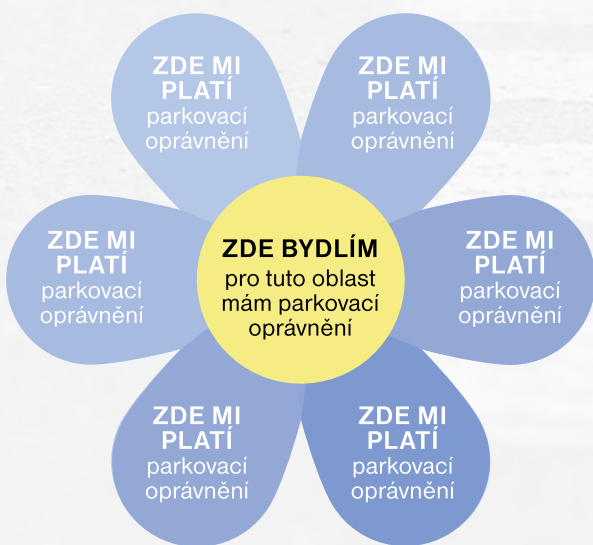 ZDE MI
PLATÍ
parkovací
oprávnění
ZDE MI
PLATÍ
parkovací
oprávnění
ZDE MI
PLATÍ
parkovací
oprávnění
ZDE BYDLÍM
pro tuto oblast
mám parkovací
oprávnění
ZDE MI
PLATÍ
parkovací
oprávnění
ZDE MI
PLATÍ
parkovací
oprávnění
ZDE MI
PLATÍ
parkovací
oprávnění